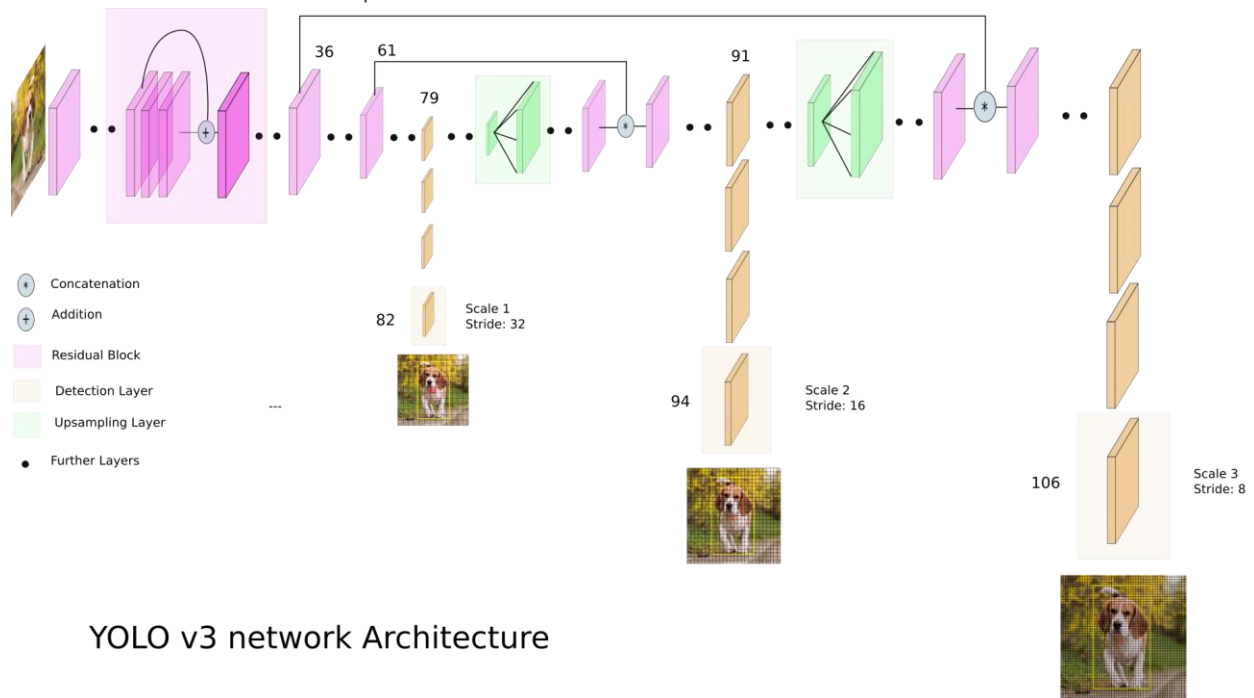 36
61
91
79
*
*
+
Concatenation
*
Addition
+
Residual Block
Detection Layer
Upsampling Layer
Further Layers
---
82
Scale 1
Stride: 32
94
Scale 2
Stride: 16
106
Scale 3
Stride: 8
YOLO v3 network Architecture